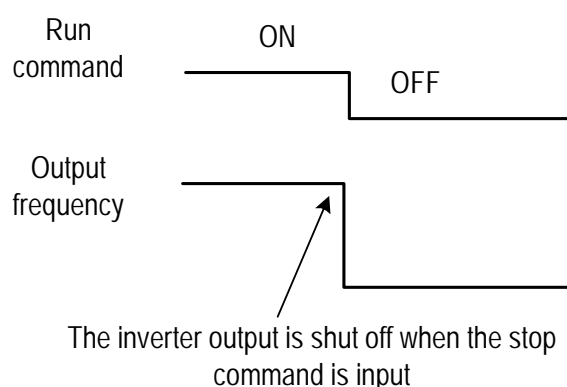 Run
command
ON
OFF
Output
frequency
The inverter output is shut off when the stop
command is input